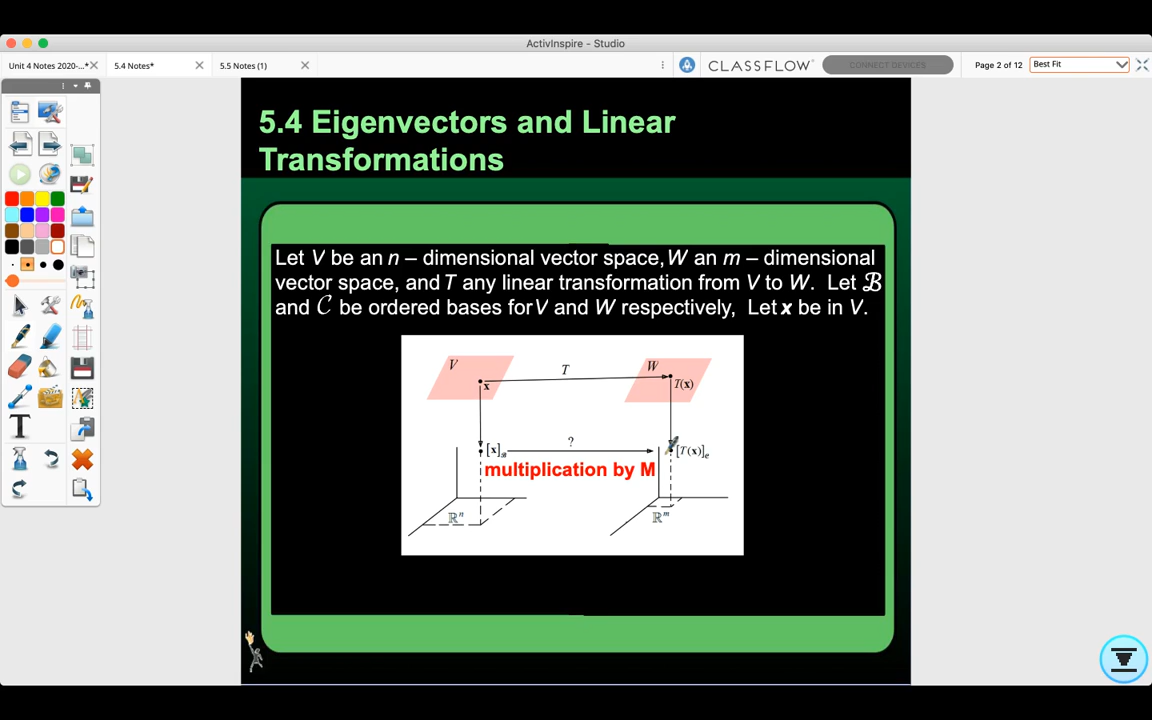 ActivInspire - Studio
Unit 4 Notes 2020-...*
5.4 Notes*
5.5 Notes (1)
CLASSFLOW
CONNECT DEVICES
Page 2 of 12
Best Fit
5.4 Eigenvectors and Linear
Transformations
Let V be an n – dimensional vector space, W an m – dimensional
vector space, and T any linear transformation from V to W. Let ℬ
and 𝒞 be ordered bases for V and W respectively, Let x be in V.
V
T
W
x
T(x)
[x]ℬ
?
[T(x)]𝒞
multiplication by M
ℝⁿ
ℝᵐ
T